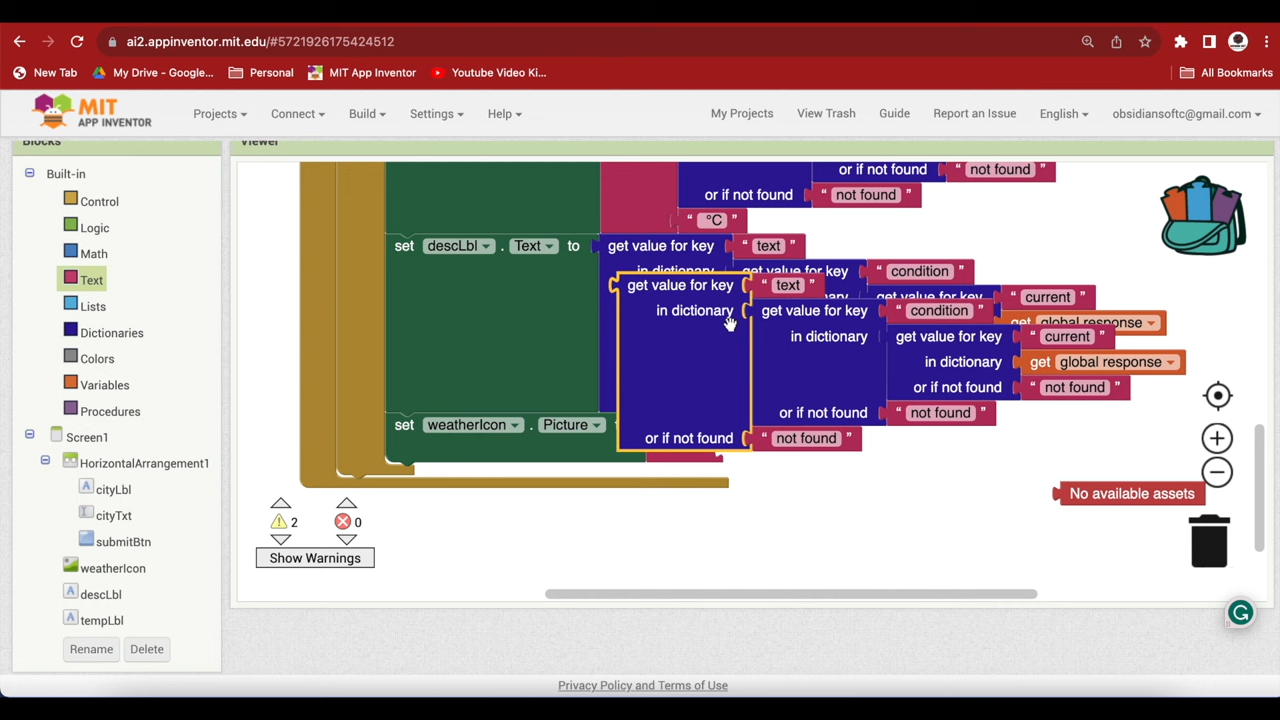 ai2.appinventor.mit.edu/#5721926175424512
New Tab
My Drive - Google...
Personal
MIT App Inventor
Youtube Video Ki...
All Bookmarks
MIT
APP INVENTOR
Projects
Connect
Build
Settings
Help
My Projects
View Trash
Guide
Report an Issue
English
obsidiansoftc@gmail.com
Blocks
Viewer
Built-in
Control
Logic
Math
Text
Lists
Dictionaries
Colors
Variables
Procedures
Screen1
HorizontalArrangement1
cityLbl
cityTxt
submitBtn
weatherIcon
descLbl
tempLbl
Rename
Delete
or if not found “ not found ”
or if not found “ not found ”
“ °C ”
set descLbl . Text to get value for key “ text ”
in dictionary get value for key “ condition ”
get value for key “ current ”
get global response
get value for key “ text ”
in dictionary get value for key “ condition ”
in dictionary get value for key “ current ”
in dictionary get global response
or if not found “ not found ”
or if not found “ not found ”
or if not found “ not found ”
set weatherIcon . Picture
No available assets
2
0
Show Warnings
Privacy Policy and Terms of Use